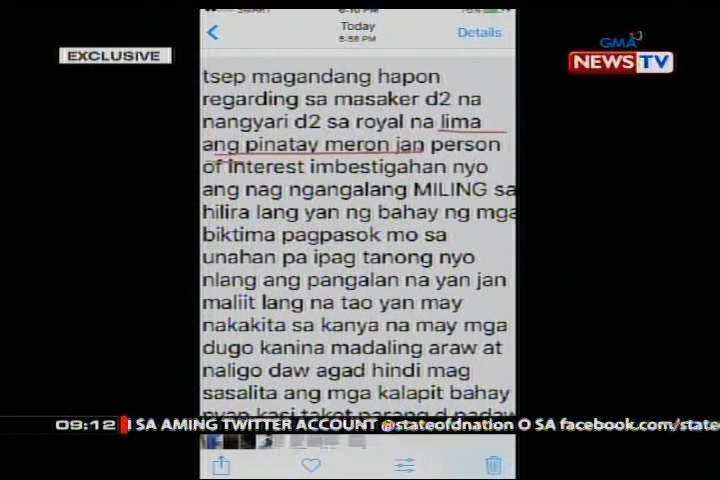 Today
5:58 PM
Details
EXCLUSIVE
GMA
NEWS TV
tsep magandang hapon
regarding sa masaker d2 na
nangyari d2 sa royal na lima
ang pinatay meron jan person
of interest imbestigahan nyo
ang nag ngangalang MILING sa
hilira lang yan ng bahay ng mga
biktima pagpasok mo sa
unahan pa ipag tanong nyo
nlang ang pangalan na yan jan
maliit lang na tao yan may
nakakita sa kanya na may mga
dugo kanina madaling araw at
naligo daw agad hindi mag
sasalita ang mga kalapit bahay
nyan kasi takot parang d padaw
09:12
SA AMING TWITTER ACCOUNT @stateofdnation O SA facebook.com/state